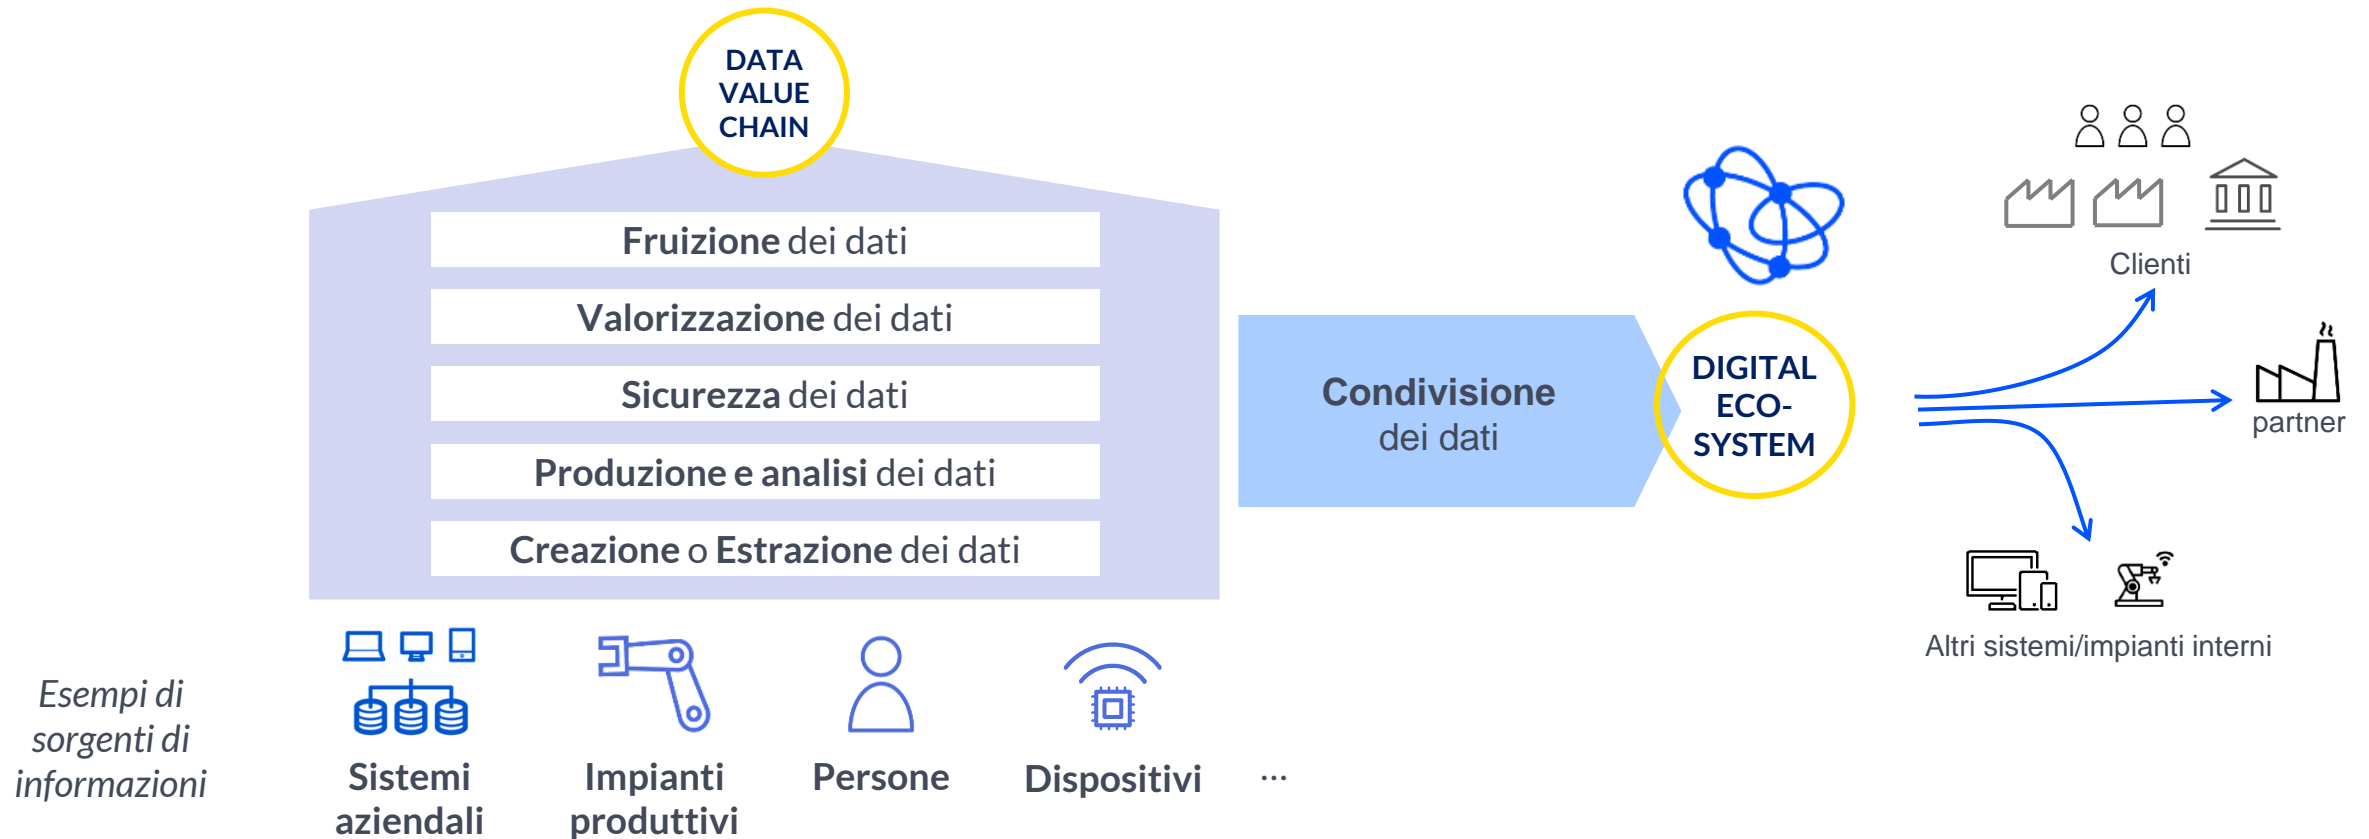 DATA
VALUE
CHAIN
Fruizione dei dati
Valorizzazione dei dati
Sicurezza dei dati
Produzione e analisi dei dati
Creazione o Estrazione dei dati
Condivisione
dei dati
DIGITAL
ECO-
SYSTEM
Clienti
partner
Altri sistemi/impianti interni
Esempi di
sorgenti di
informazioni
Sistemi
aziendali
Impianti
produttivi
Persone
Dispositivi
...